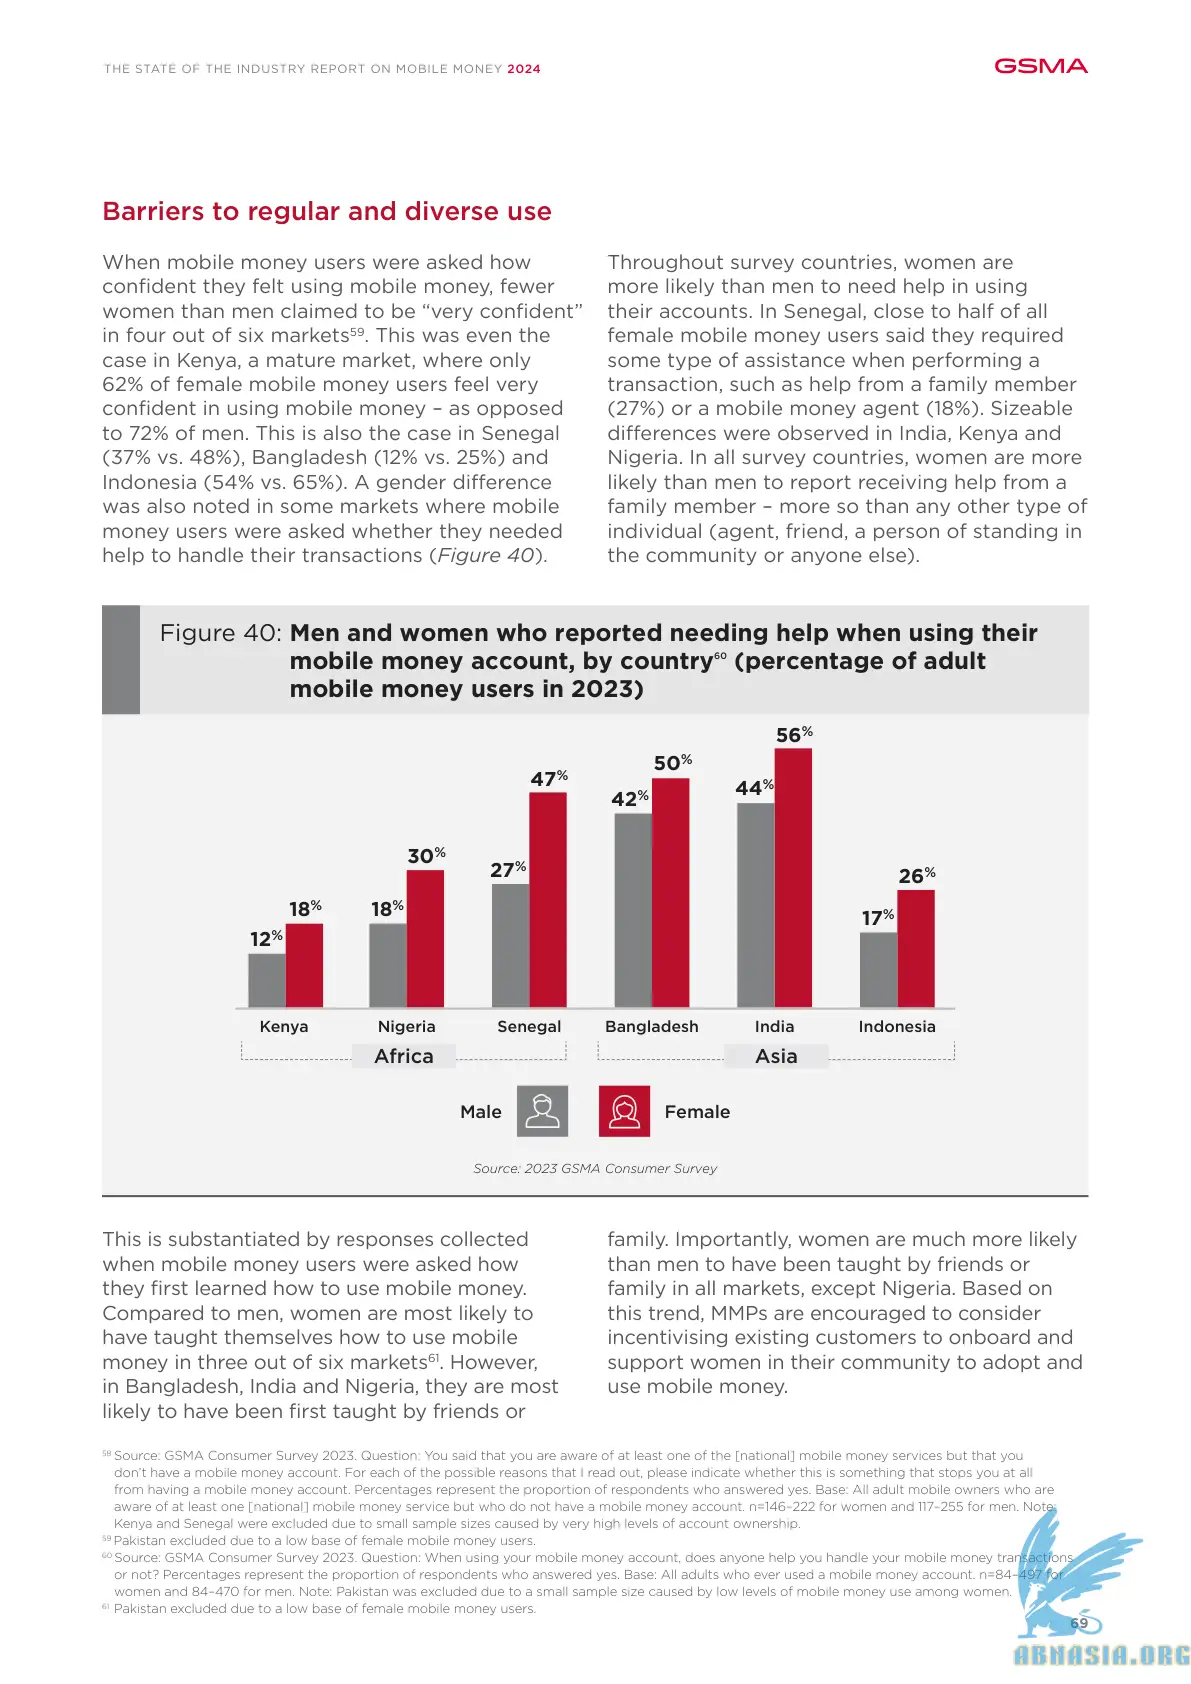 THE STATE OF THE INDUSTRY REPORT ON MOBILE MONEY 2024
GSMA
Barriers to regular and diverse use
When mobile money users were asked how
confident they felt using mobile money, fewer
women than men claimed to be “very confident”
in four out of six markets59. This was even the
case in Kenya, a mature market, where only
62% of female mobile money users feel very
confident in using mobile money – as opposed
to 72% of men. This is also the case in Senegal
(37% vs. 48%), Bangladesh (12% vs. 25%) and
Indonesia (54% vs. 65%). A gender difference
was also noted in some markets where mobile
money users were asked whether they needed
help to handle their transactions (Figure 40).
Throughout survey countries, women are
more likely than men to need help in using
their accounts. In Senegal, close to half of all
female mobile money users said they required
some type of assistance when performing a
transaction, such as help from a family member
(27%) or a mobile money agent (18%). Sizeable
differences were observed in India, Kenya and
Nigeria. In all survey countries, women are more
likely than men to report receiving help from a
family member – more so than any other type of
individual (agent, friend, a person of standing in
the community or anyone else).
Figure 40: Men and women who reported needing help when using their
mobile money account, by country60 (percentage of adult
mobile money users in 2023)
12% 18% 18% 30% 27% 47% 42% 50% 44% 56% 17% 26%
Kenya Nigeria Senegal Bangladesh India Indonesia
Africa Asia
Male Female
Source: 2023 GSMA Consumer Survey
This is substantiated by responses collected
when mobile money users were asked how
they first learned how to use mobile money.
Compared to men, women are most likely to
have taught themselves how to use mobile
money in three out of six markets61. However,
in Bangladesh, India and Nigeria, they are most
likely to have been first taught by friends or
family. Importantly, women are much more likely
than men to have been taught by friends or
family in all markets, except Nigeria. Based on
this trend, MMPs are encouraged to consider
incentivising existing customers to onboard and
support women in their community to adopt and
use mobile money.
58 Source: GSMA Consumer Survey 2023. Question: You said that you are aware of at least one of the [national] mobile money services but that you
don’t have a mobile money account. For each of the possible reasons that I read out, please indicate whether this is something that stops you at all
from having a mobile money account. Percentages represent the proportion of respondents who answered yes. Base: All adult mobile owners who are
aware of at least one [national] mobile money service but who do not have a mobile money account. n=146–222 for women and 117–255 for men. Note:
Kenya and Senegal were excluded due to small sample sizes caused by very high levels of account ownership.
59 Pakistan excluded due to a low base of female mobile money users.
60 Source: GSMA Consumer Survey 2023. Question: When using your mobile money account, does anyone help you handle your mobile money transactions
or not? Percentages represent the proportion of respondents who answered yes. Base: All adults who ever used a mobile money account. n=84–497 for
women and 84–470 for men. Note: Pakistan was excluded due to a small sample size caused by low levels of mobile money use among women.
61 Pakistan excluded due to a low base of female mobile money users.
69
ABNASIA.ORG